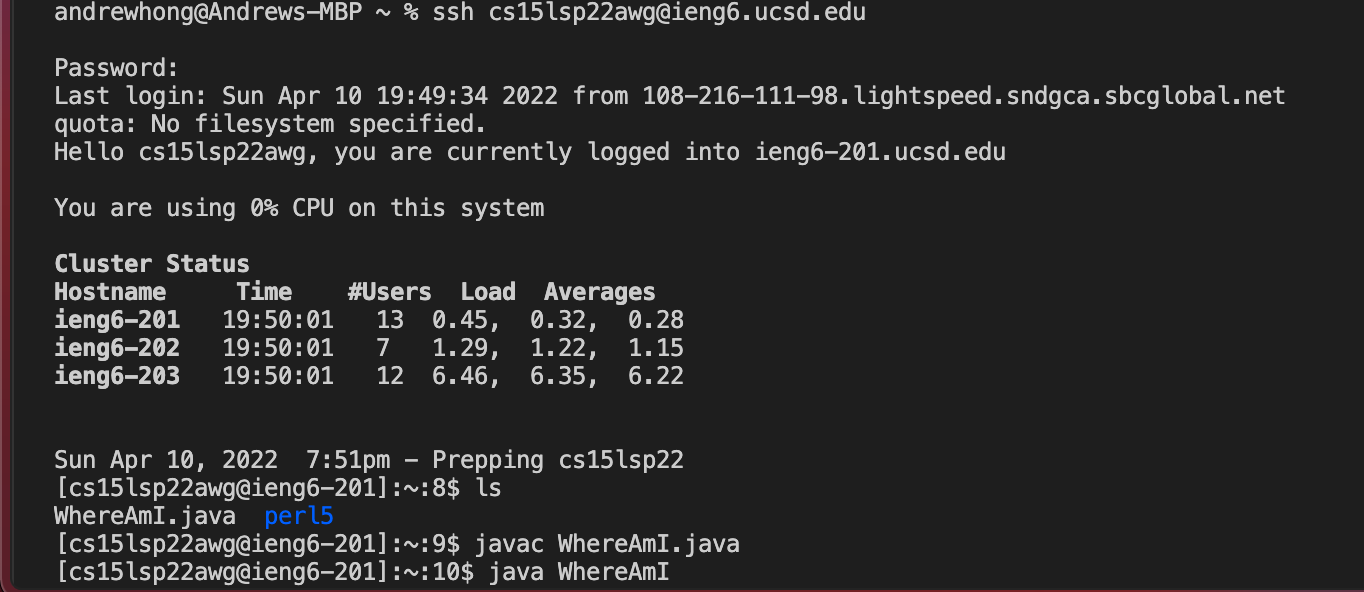 andrewhong@Andrews-MBP ~ % ssh cs15lsp22awg@ieng6.ucsd.edu
Password:
Last login: Sun Apr 10 19:49:34 2022 from 108-216-111-98.lightspeed.sndgca.sbcglobal.net
quota: No filesystem specified.
Hello cs15lsp22awg, you are currently logged into ieng6-201.ucsd.edu
You are using 0% CPU on this system
Cluster Status
Hostname     Time    #Users  Load  Averages
ieng6-201   19:50:01   13  0.45,  0.32,  0.28
ieng6-202   19:50:01   7   1.29,  1.22,  1.15
ieng6-203   19:50:01   12  6.46,  6.35,  6.22
Sun Apr 10, 2022  7:51pm - Prepping cs15lsp22
[cs15lsp22awg@ieng6-201]:~:8$ ls
WhereAmI.java  perl5
[cs15lsp22awg@ieng6-201]:~:9$ javac WhereAmI.java
[cs15lsp22awg@ieng6-201]:~:10$ java WhereAmI